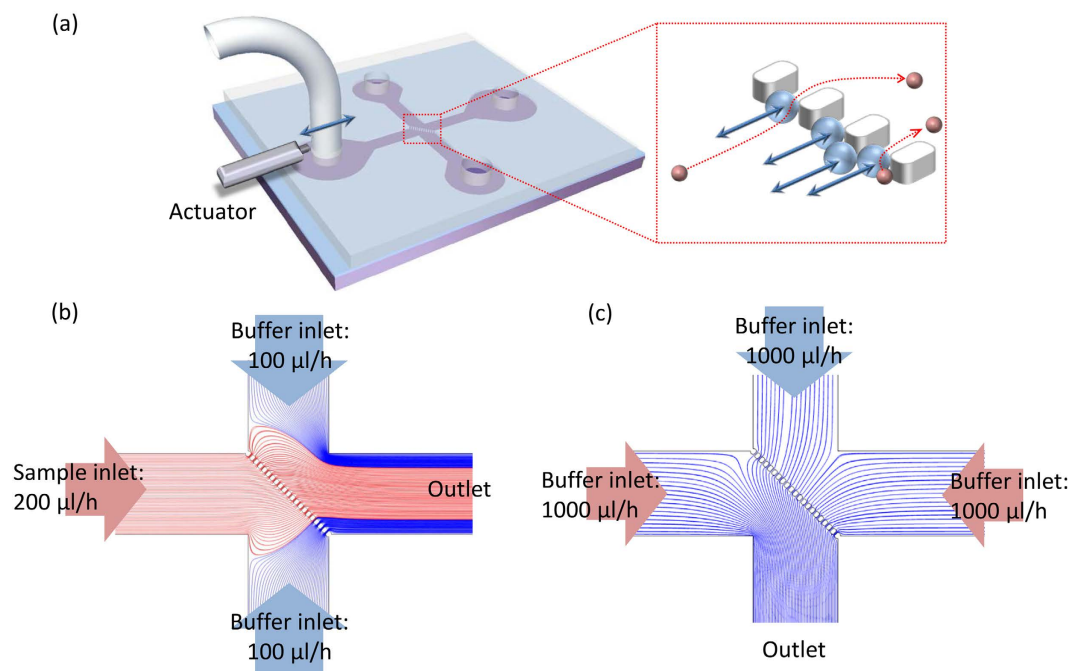 (a)
Actuator
(b)
Buffer inlet:
100 µl/h
Sample inlet:
200 µl/h
Outlet
Buffer inlet:
100 µl/h
(c)
Buffer inlet:
1000 µl/h
Buffer inlet:
1000 µl/h
Buffer inlet:
1000 µl/h
Outlet